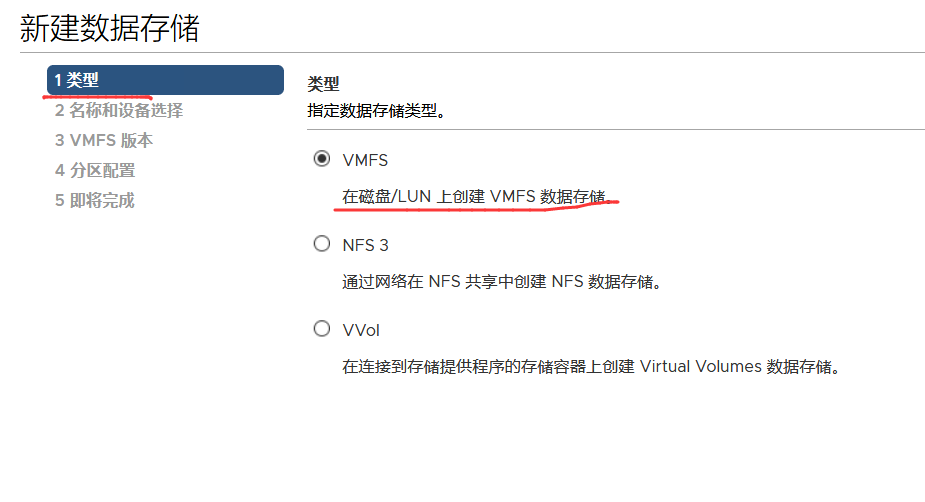 新建数据存储
1 类型
2 名称和设备选择
3 VMFS 版本
4 分区配置
5 即将完成
类型
指定数据存储类型。
VMFS
在磁盘/LUN 上创建 VMFS 数据存储。
NFS 3
通过网络在 NFS 共享中创建 NFS 数据存储。
VVol
在连接到存储提供程序的存储容器上创建 Virtual Volumes 数据存储。